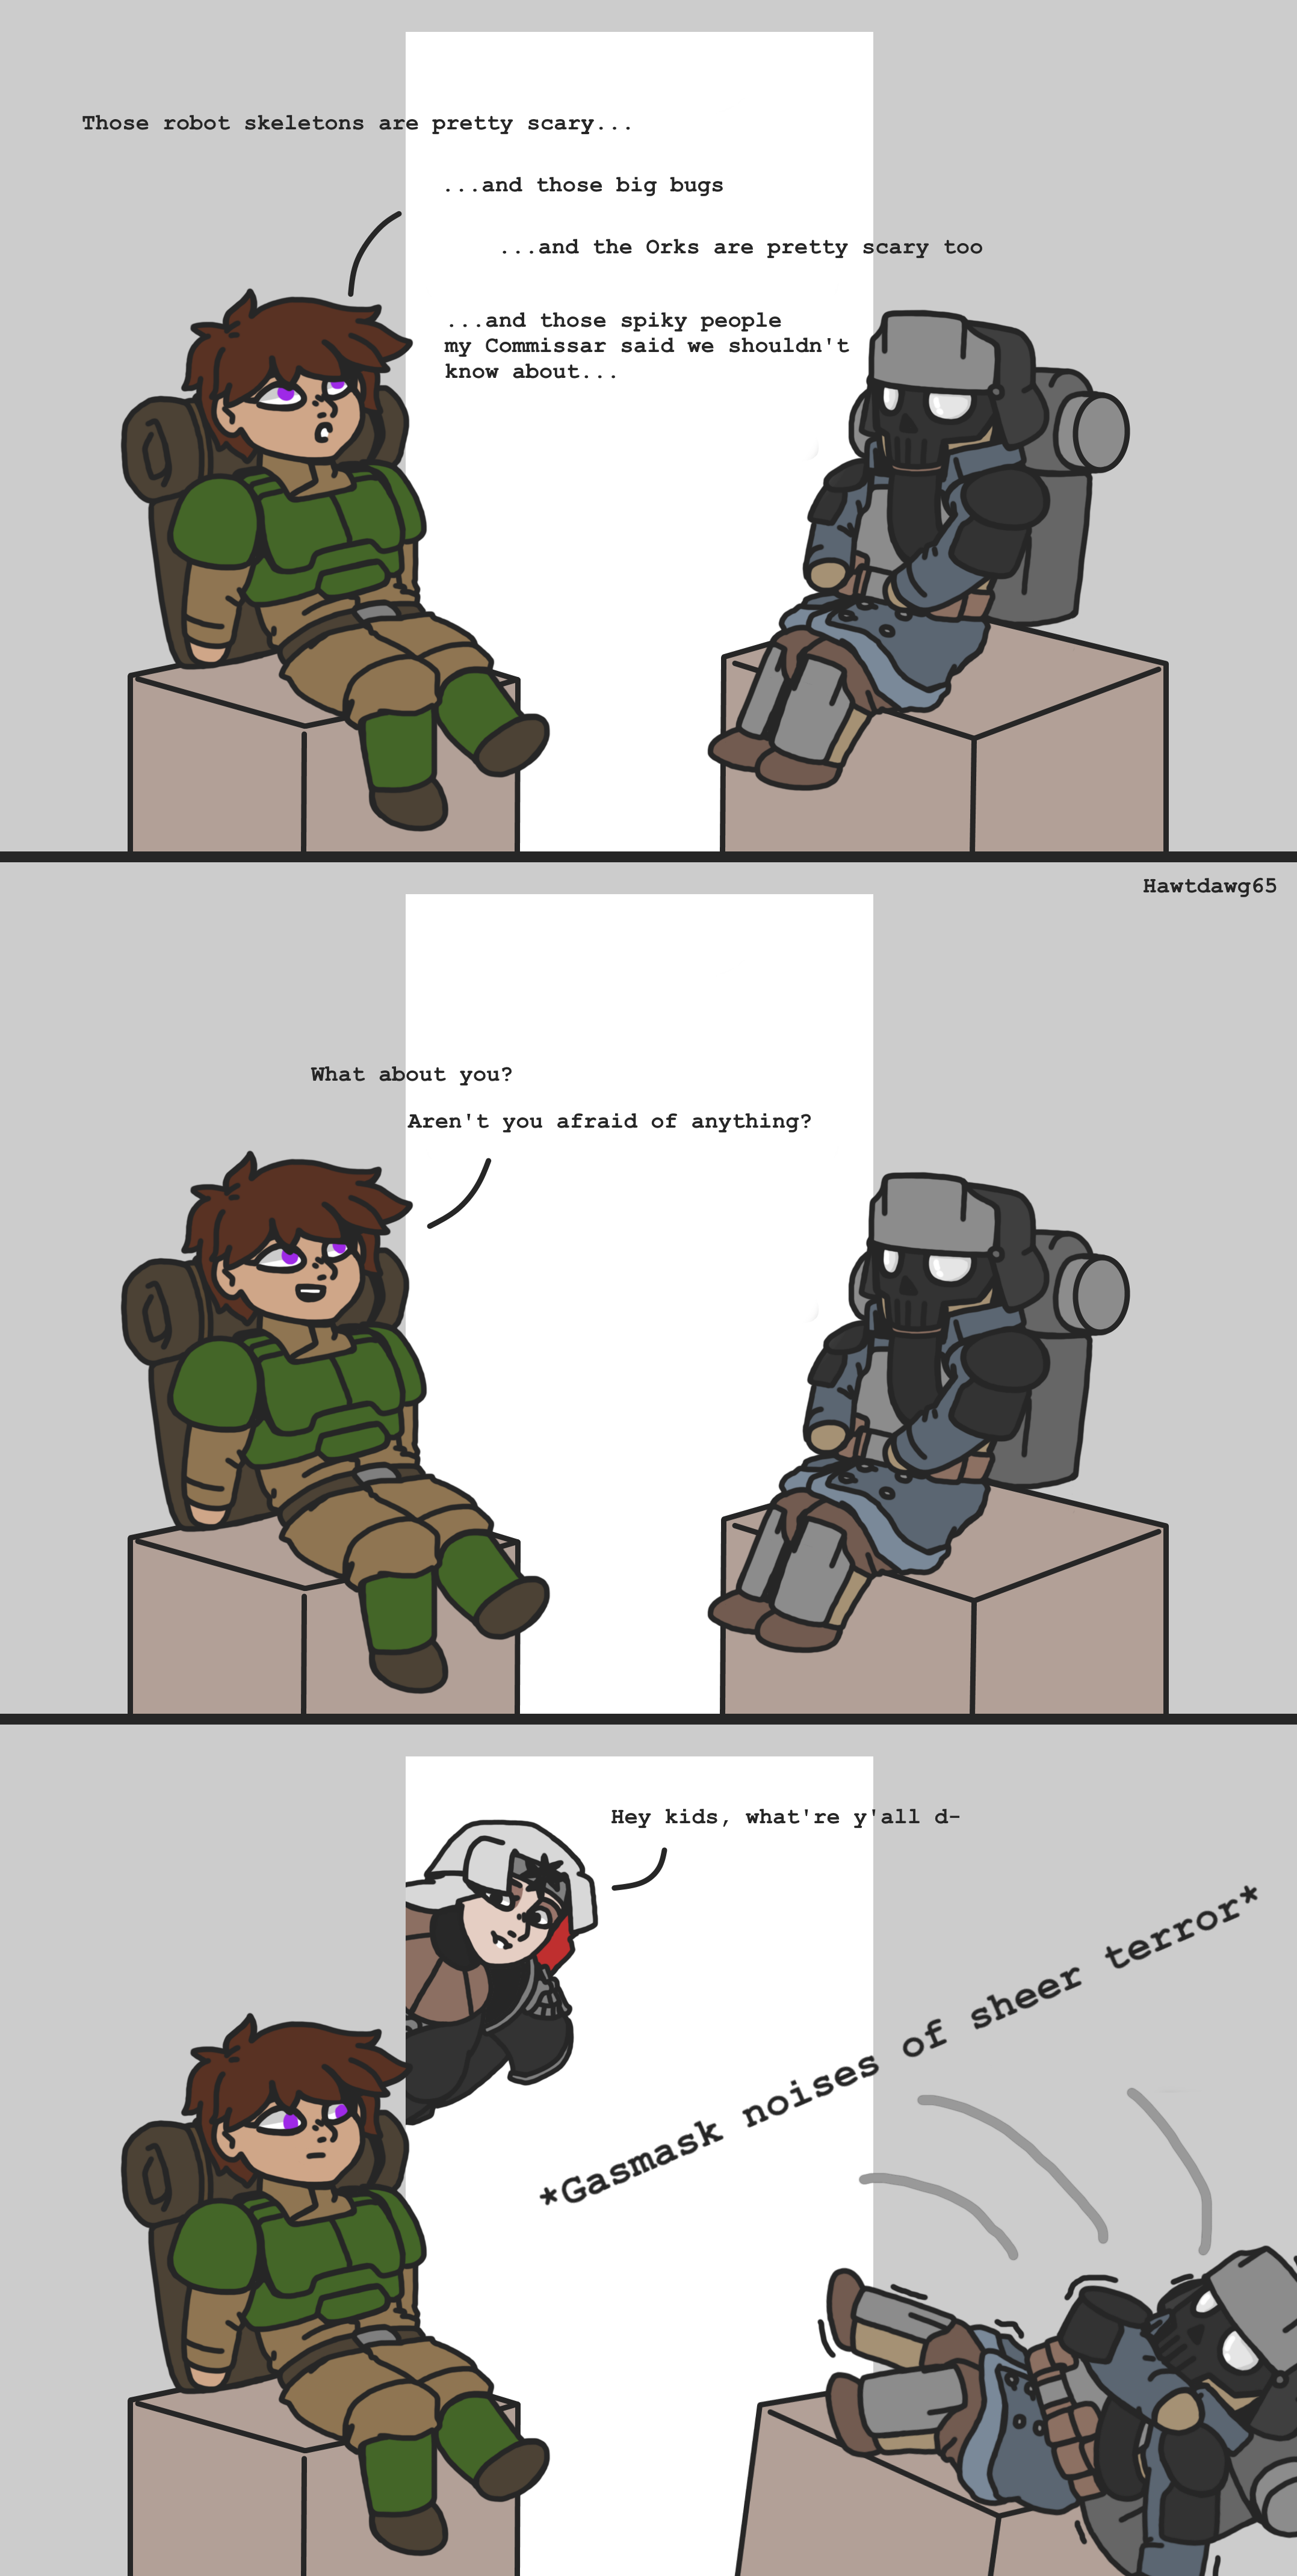 Those robot skeletons are pretty scary...
...and those big bugs
...and the Orks are pretty scary too
...and those spiky people
my Commissar said we shouldn't
know about...
Hawtdawg65
What about you?
Aren't you afraid of anything?
Hey kids, what're y'all d-
*Gasmask noises of sheer terror*